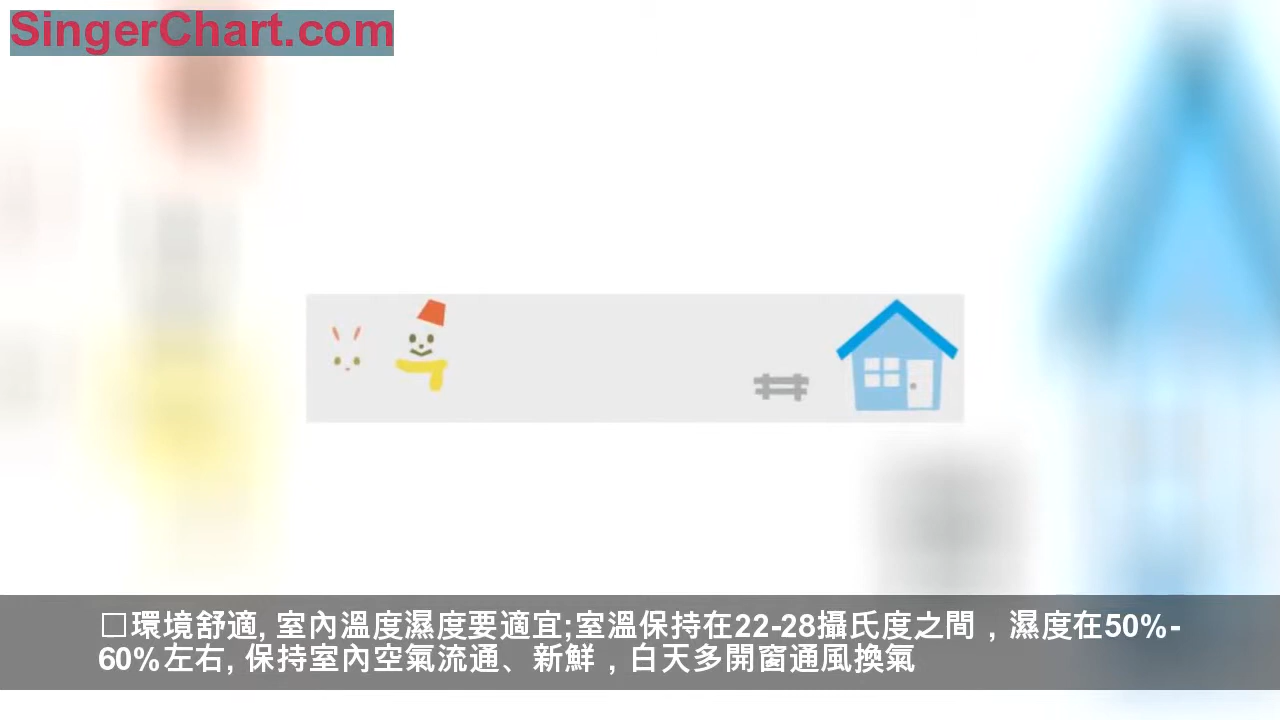 SingerChart.com
□環境舒適, 室內溫度濕度要適宜;室溫保持在22-28攝氏度之間，濕度在50%-
60%左右, 保持室內空氣流通、新鮮，白天多開窗通風換氣